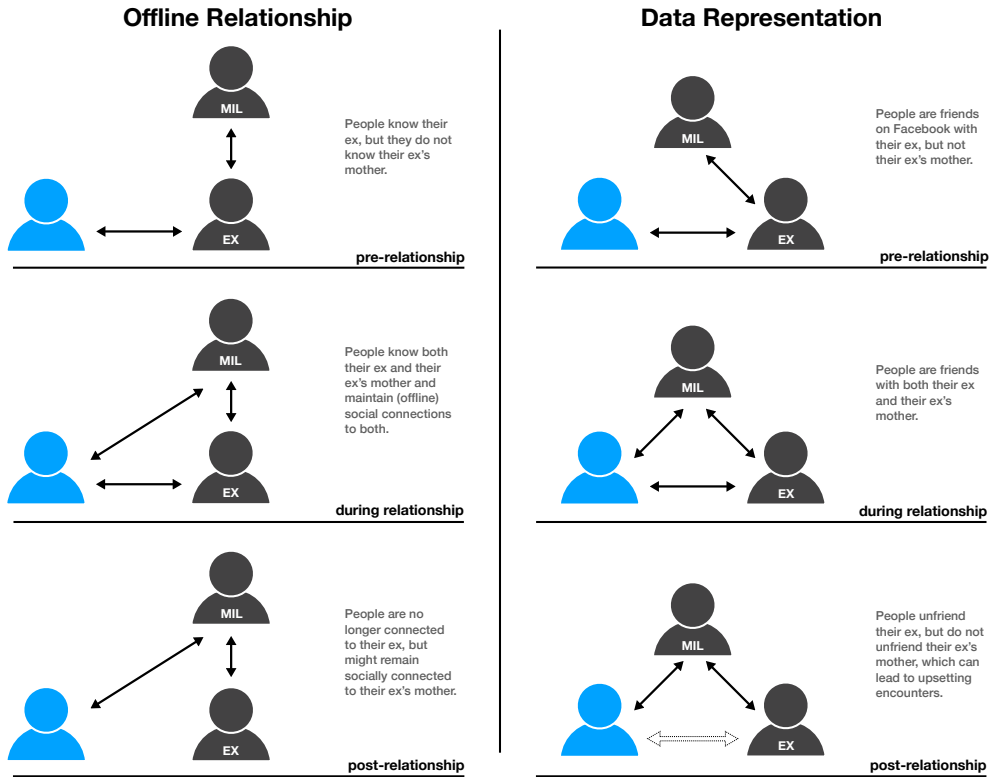 Offline Relationship
MIL
People know their
ex, but they do not
know their ex's
mother.
EX
pre-relationship
MIL
People know both
their ex and their
ex's mother and
maintain (offline)
social connections
to both.
EX
during relationship
MIL
People are no
longer connected
to their ex, but
might remain
socially connected
to their ex's mother.
EX
post-relationship
Data Representation
MIL
People are friends
on Facebook with
their ex, but not
their ex's mother.
EX
pre-relationship
MIL
People are friends
with both their ex
and their ex's
mother.
EX
during relationship
MIL
People unfriend
their ex, but do not
unfriend their ex's
mother, which can
lead to upsetting
encounters.
EX
post-relationship